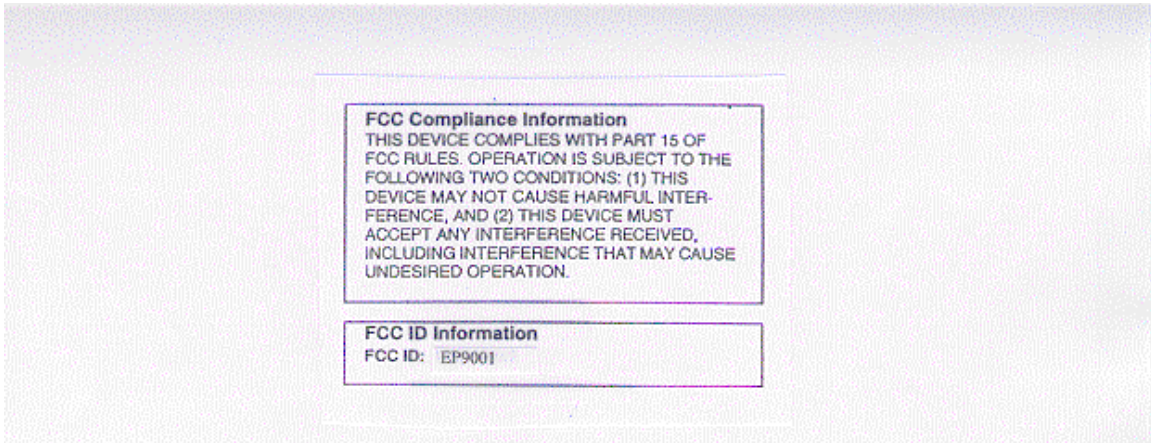 FCC Compliance Information
THIS DEVICE COMPLIES WITH PART 15 OF
FCC RULES. OPERATION IS SUBJECT TO THE
FOLLOWING TWO CONDITIONS: (1) THIS
DEVICE MAY NOT CAUSE HARMFUL INTER-
FERENCE, AND (2) THIS DEVICE MUST
ACCEPT ANY INTERFERENCE RECEIVED,
INCLUDING INTERFERENCE THAT MAY CAUSE
UNDESIRED OPERATION.
FCC ID Information
FCC ID: EP9001